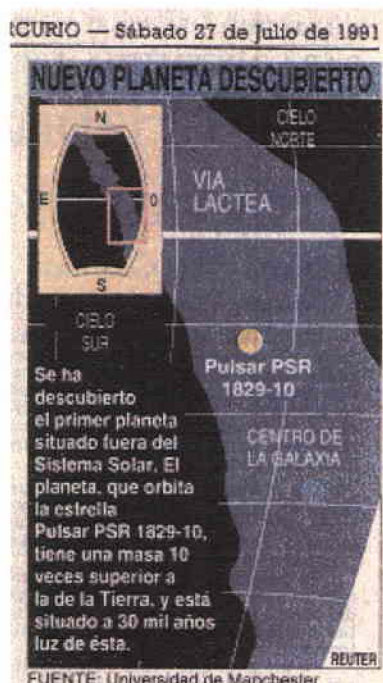 RCURIO — Sábado 27 de Julio de 1991
NUEVO PLANETA DESCUBIERTO
N
E
O
S
CIELO
NORTE
VIA
LACTEA
CIELO
SUR
Pulsar PSR
1829-10
CENTRO DE
LA GALAXIA
Se ha
descubierto
el primer planeta
situado fuera del
Sistema Solar. El
planeta, que orbita
la estrella
Pulsar PSR 1829-10,
tiene una masa 10
veces superior a
la de la Tierra, y está
situado a 30 mil años
luz de ésta.
REUTER
FUENTE: Universidad de Manchester